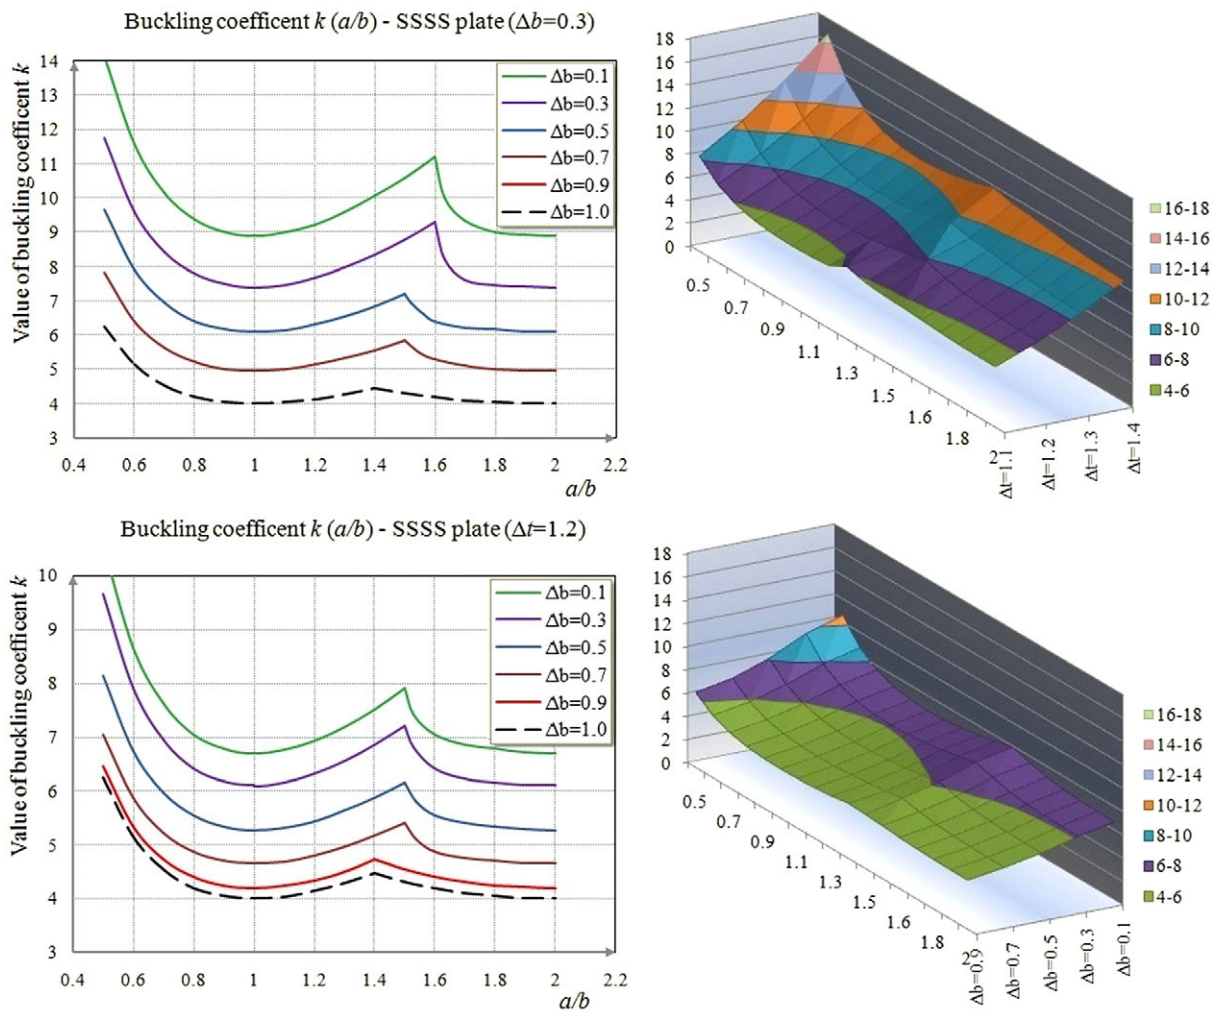 Buckling coefficent k (a/b) - SSSS plate (Δb=0.3)
Value of buckling coefficent k
14
13
12
11
10
9
8
7
6
5
4
3
0.4 0.6 0.8 1 1.2 1.4 1.6 1.8 2 2.2
a/b
Δb=0.1
Δb=0.3
Δb=0.5
Δb=0.7
Δb=0.9
Δb=1.0
18
16
14
12
10
8
6
4
2
0
0.5
0.7
0.9
1.1
1.3
1.5
1.6
1.8
2
Δt=1.1
Δt=1.2
Δt=1.3
Δt=1.4
16-18
14-16
12-14
10-12
8-10
6-8
4-6
Buckling coefficent k (a/b) - SSSS plate (Δt=1.2)
Value of buckling coefficent k
10
9
8
7
6
5
4
3
0.4 0.6 0.8 1 1.2 1.4 1.6 1.8 2 2.2
a/b
Δb=0.1
Δb=0.3
Δb=0.5
Δb=0.7
Δb=0.9
Δb=1.0
18
16
14
12
10
8
6
4
2
0
0.5
0.7
0.9
1.1
1.3
1.5
1.6
1.8
2
Δb=0.9
Δb=0.7
Δb=0.5
Δb=0.3
Δb=0.1
16-18
14-16
12-14
10-12
8-10
6-8
4-6